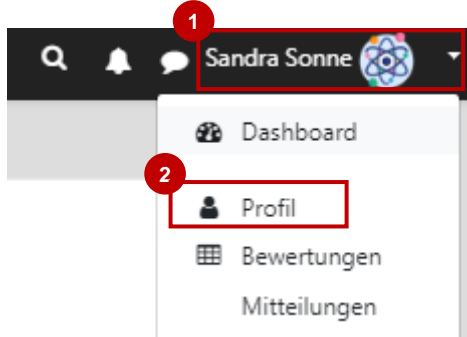 1
Sandra Sonne
Dashboard
2
Profil
Bewertungen
Mitteilungen